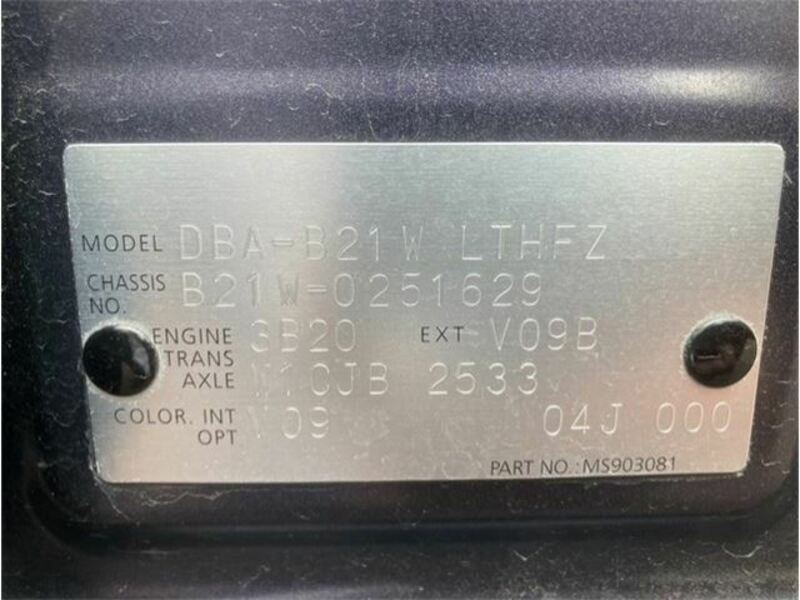 MODEL DBA-B21W LTHFZ
CHASSIS NO. B21W-0251629
ENGINE 3B20 EXT V09B
TRANS AXLE W1CJB 2533
COLOR. INT OPT V09 04J 000
PART NO.: MS903081